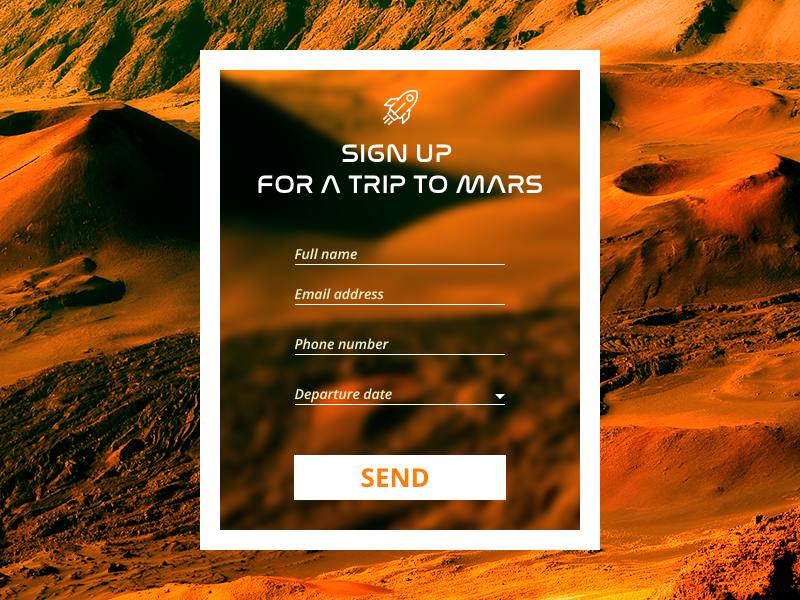 SIGN UP
FOR A TRIP TO MARS
Full name
Email address
Phone number
Departure date
SEND